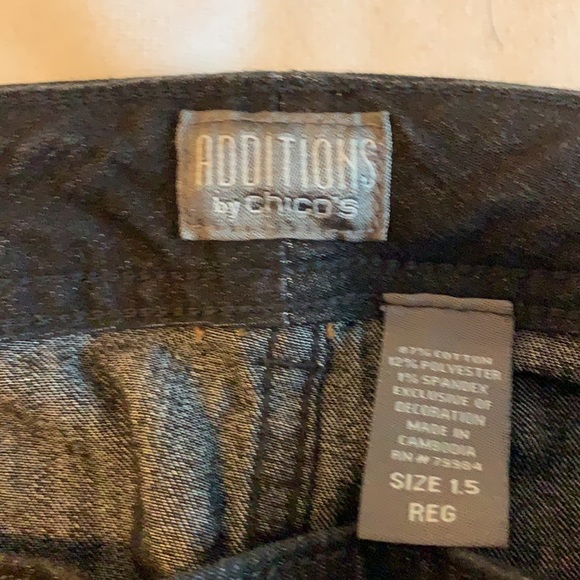 ADDITIONS
by chico's
87% COTTON
12% POLYESTER
1% SPANDEX
EXCLUSIVE OF
DECORATION
MADE IN
CAMBODIA
RN# 79984
SIZE 1.5
REG